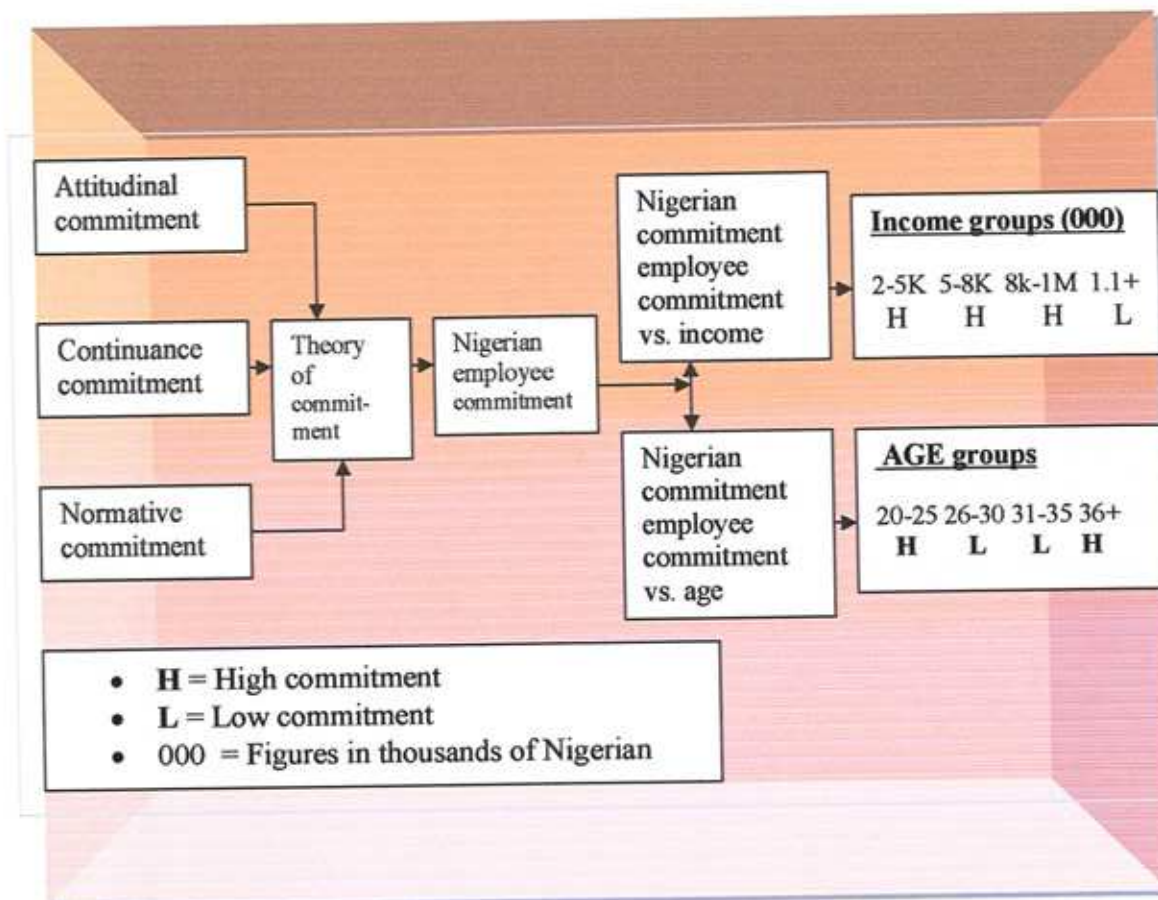 Attitudinal
commitment
Continuance
commitment
Normative
commitment
Theory
of
commit-
ment
Nigerian
employee
commitment
Nigerian
commitment
employee
commitment
vs. income
Nigerian
commitment
employee
commitment
vs. age
Income groups (000)
2-5K 5-8K 8k-1M 1.1+
H H H L
AGE groups
20-25 26-30 31-35 36+
H L L H
• H = High commitment
• L = Low commitment
• 000 = Figures in thousands of Nigerian